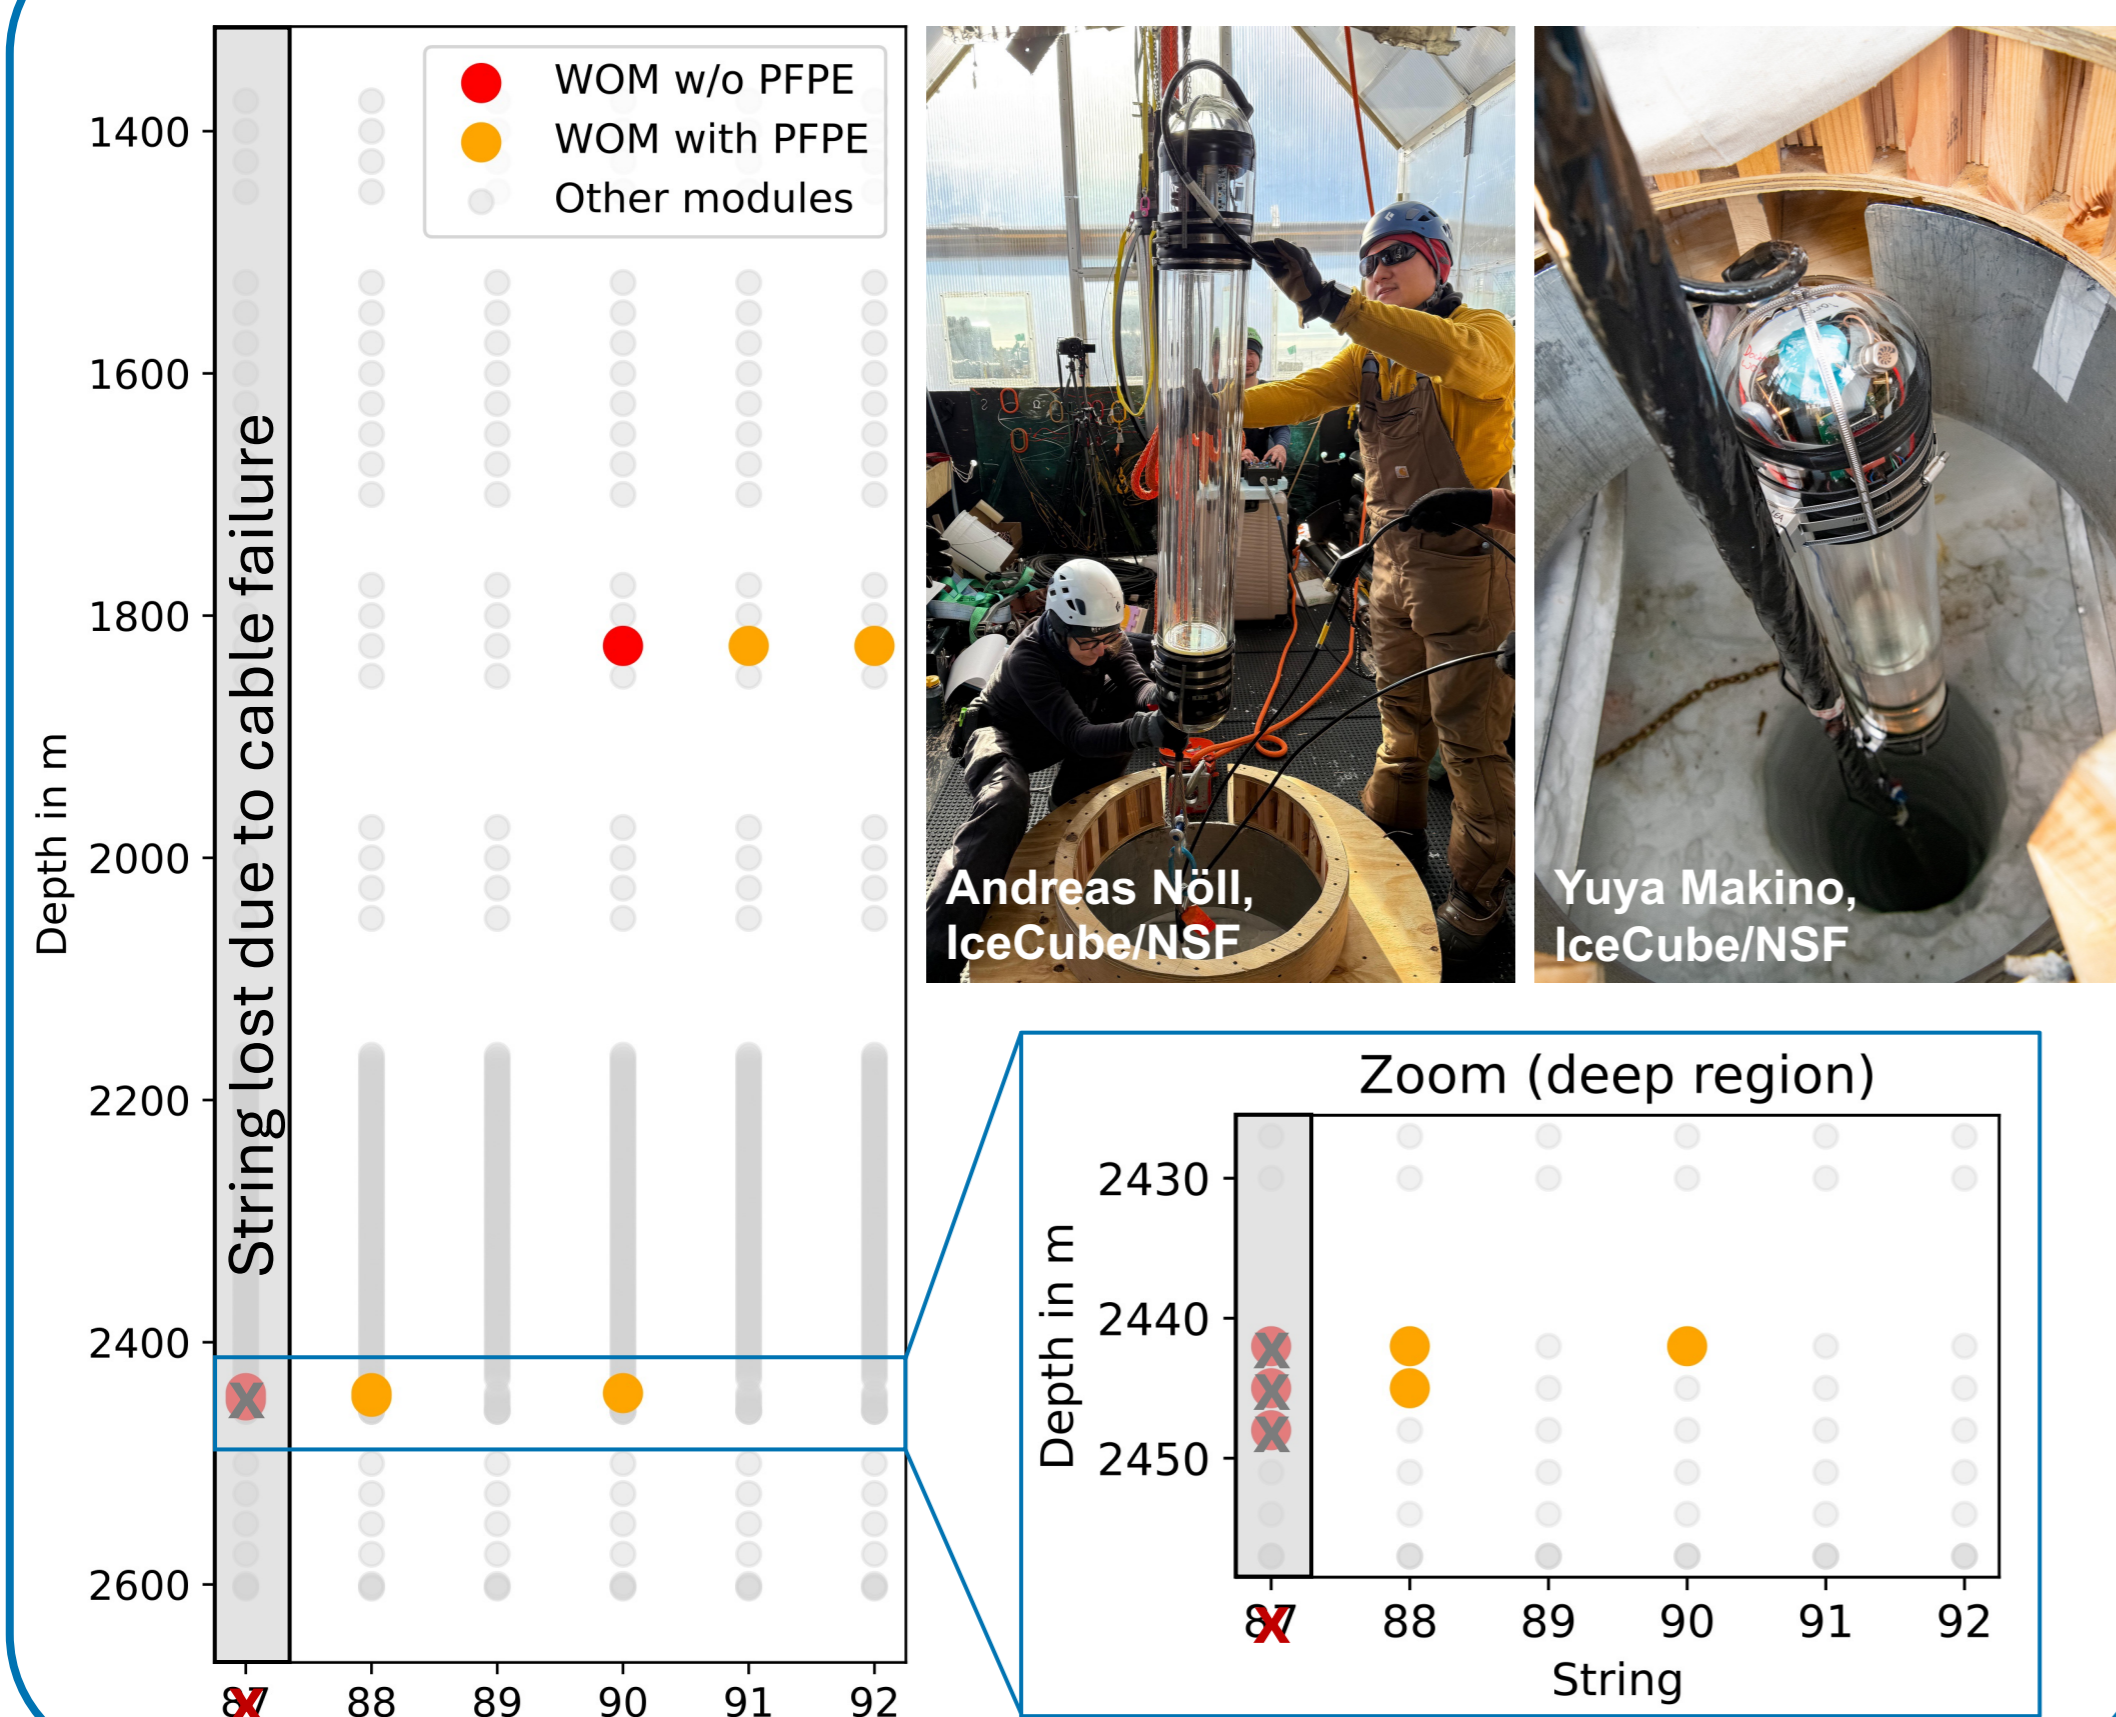 WOM w/o PFPE
WOM with PFPE
Other modules
1400
1600
1800
2000
2200
2400
2600
Depth in m
String lost due to cable failure
X
87
X
88
89
90
91
92
Andreas Nöll,
IceCube/NSF
Yuya Makino,
IceCube/NSF
Zoom (deep region)
2430
2440
2450
Depth in m
X
X
X
87
X
88
89
90
91
92
String